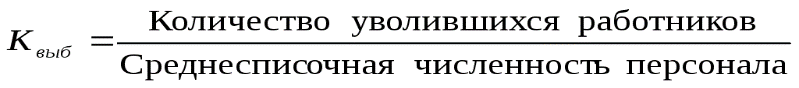 Количество уволившихся работников
К выб =
Среднесписочная численность персонала